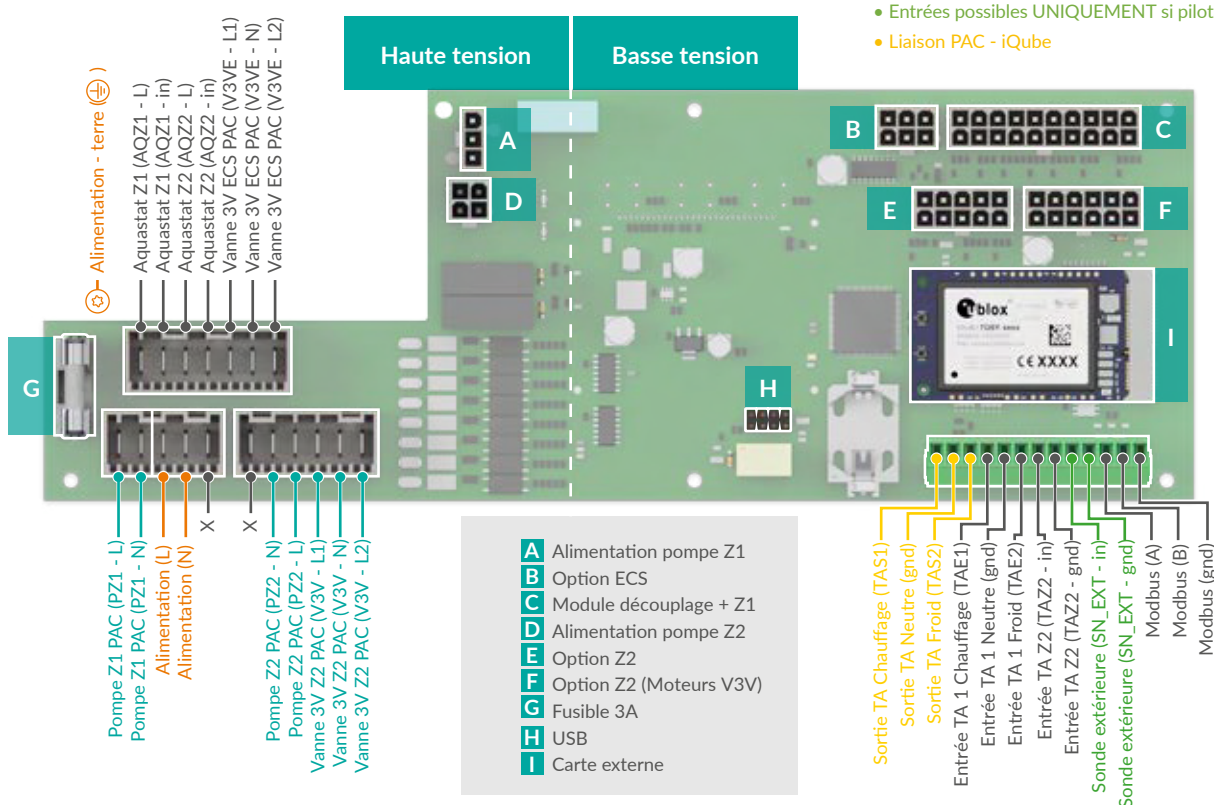 • Entrées possibles UNIQUEMENT si pilot
• Liaison PAC - iQube
Haute tension
Basse tension
Alimentation - terre ( )
Aquastat Z1 (AQZ1 - L)
Aquastat Z1 (AQZ1 - in)
Aquastat Z2 (AQZ2 - L)
Aquastat Z2 (AQZ2 - in)
Vanne 3V ECS PAC (V3VE - L1)
Vanne 3V ECS PAC (V3VE - N)
Vanne 3V ECS PAC (V3VE - L2)
A
B
C
D
E
F
G
H
I
ublox
CE XXXX
Pompe Z1 PAC (PZ1 - L)
Pompe Z1 PAC (PZ1 - N)
Alimentation (L)
Alimentation (N)
X
X
Pompe Z2 PAC (PZ2 - N)
Pompe Z2 PAC (PZ2 - L)
Vanne 3V Z2 PAC (V3V - L1)
Vanne 3V Z2 PAC (V3V - N)
Vanne 3V Z2 PAC (V3V - L2)
A Alimentation pompe Z1
B Option ECS
C Module découplage + Z1
D Alimentation pompe Z2
E Option Z2
F Option Z2 (Moteurs V3V)
G Fusible 3A
H USB
I Carte externe
Sortie TA Chauffage (TAS1)
Sortie TA Neutre (gnd)
Sortie TA Froid (TAS2)
Entrée TA 1 Chauffage (TAE1)
Entrée TA 1 Neutre (gnd)
Entrée TA 1 Froid (TAE2)
Entrée TA Z2 (TAZ2 - in)
Entrée TA Z2 (TAZ2 - gnd)
Sonde extérieure (SN_EXT - in)
Sonde extérieure (SN_EXT - gnd)
Modbus (A)
Modbus (B)
Modbus (gnd)